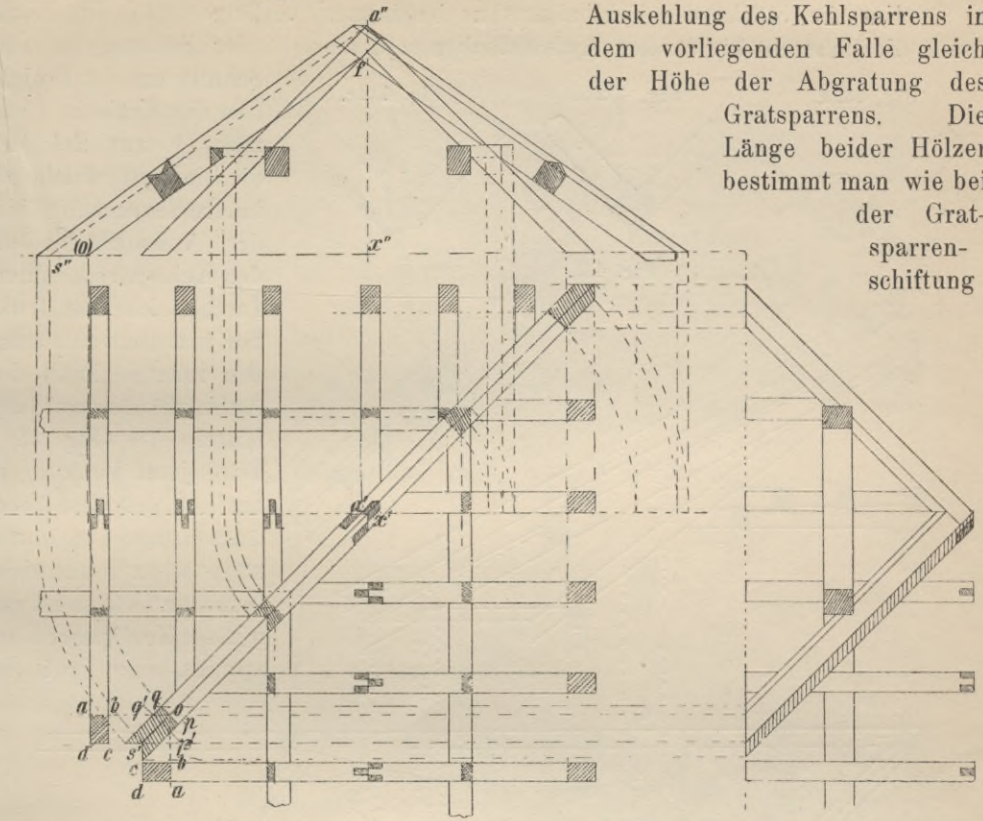 Auskehlung des Kehlsparrens in
dem vorliegenden Falle gleich
der Höhe der Abgratung des
Gratsparrens. Die
Länge beider Hölzer
bestimmt man wie bei
der Grat-
sparren-
schiftung
a"
f
(0)
s"
x"
a'
x'
a b q' q o
p
d c s' p'
c b
d a